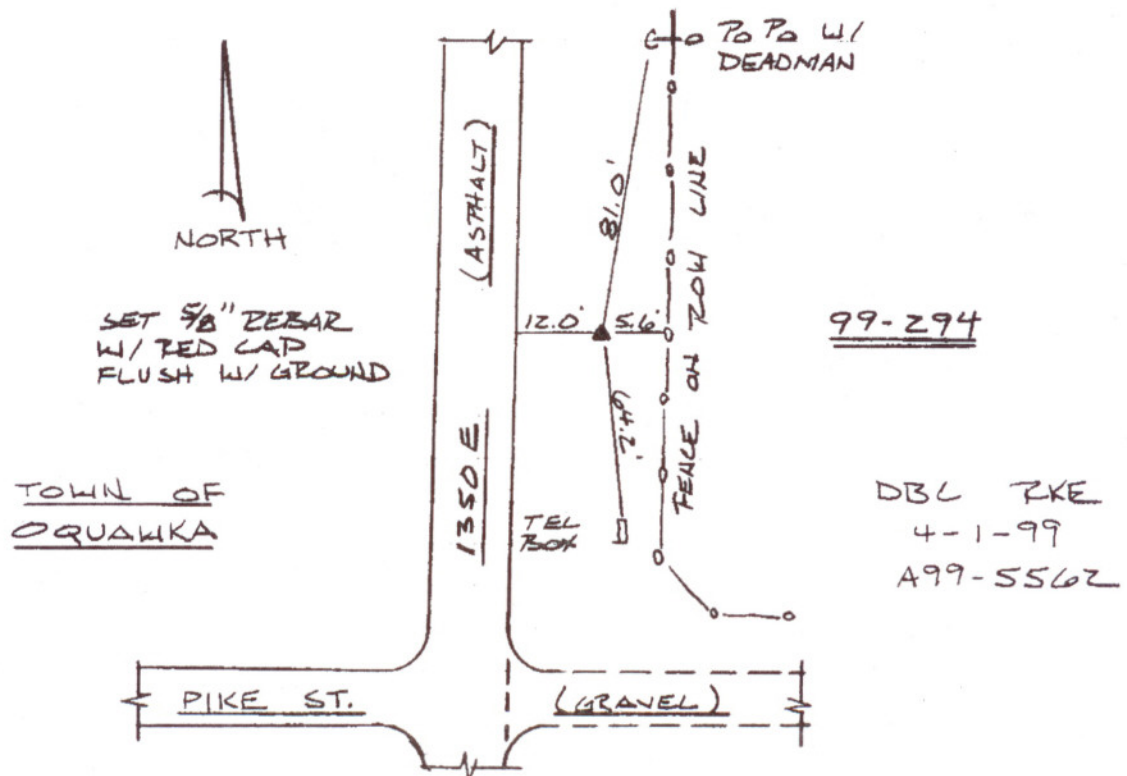 PO PO W/
DEADMAN
NORTH
(ASPHALT)
81.0'
FENCE ON ROW LINE
SET 5/8" REBAR
W/ RED CAP
FLUSH W/ GROUND
12.0'
5.6'
99-294
64.2'
1350 E
TOWN OF
OQUAWKA
TEL
BOX
DBC RKE
4-1-99
A99-5562
PIKE ST.
(GRAVEL)